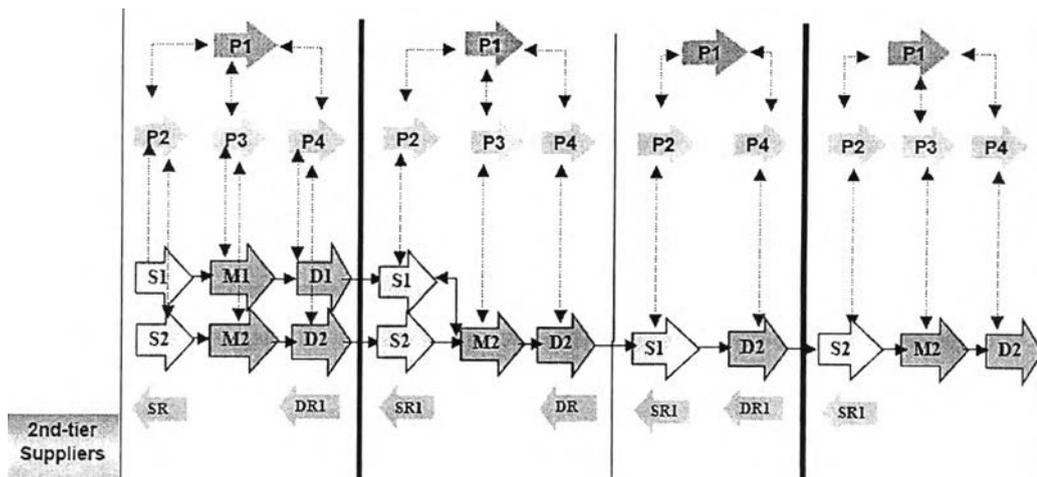 P1 P1 P1 P1
P2 P3 P4 P2 P3 P4 P2 P4 P2 P3 P4
S1 M1 D1 S1
S2 M2 D2 S2 M2 D2 S1 D2 S2 M2 D2
SR DR1 SR1 DR SR1 DR1 SR1
2nd-tier
Suppliers